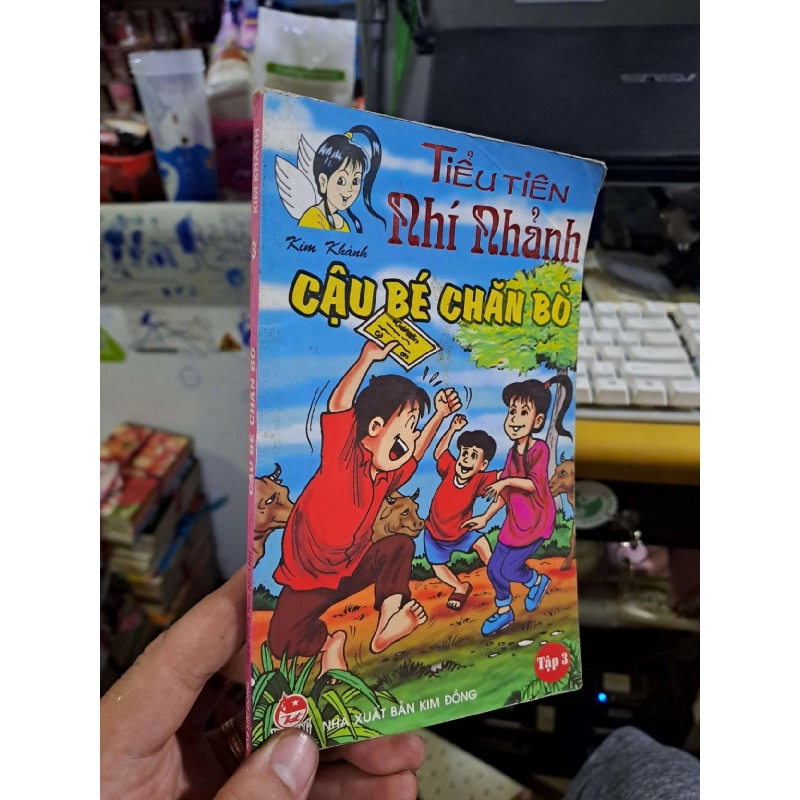 TIỂU TIÊN
Nhí Nhảnh
Kim Khánh
CẬU BÉ CHĂN BÒ
Tập 3
NHÀ XUẤT BẢN KIM ĐỒNG
KIM KHÁNH
3
CẬU BÉ CHĂN BÒ